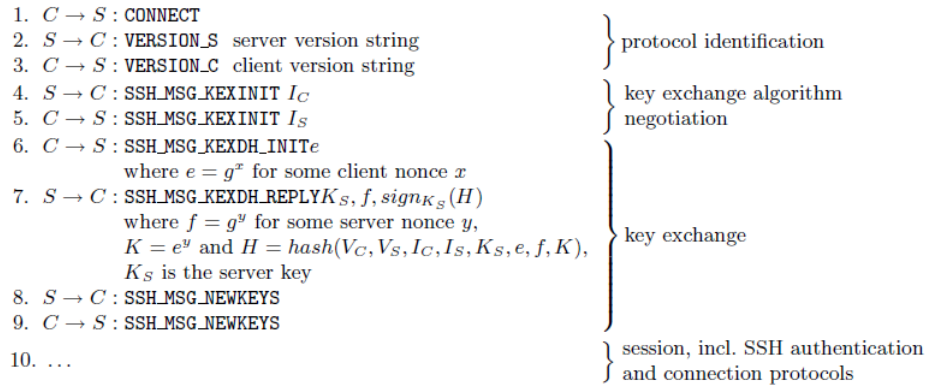 1. C → S : CONNECT
2. S → C : VERSION_S server version string
3. C → S : VERSION_C client version string
protocol identification
4. S → C : SSH_MSG_KEXINIT I_C
5. C → S : SSH_MSG_KEXINIT I_S
key exchange algorithm
negotiation
6. C → S : SSH_MSG_KEXDH_INITe
where e = g^x for some client nonce x
7. S → C : SSH_MSG_KEXDH_REPLYK_S, f, sign_{K_S}(H)
where f = g^y for some server nonce y,
K = e^y and H = hash(V_C, V_S, I_C, I_S, K_S, e, f, K),
K_S is the server key
8. S → C : SSH_MSG_NEWKEYS
9. C → S : SSH_MSG_NEWKEYS
key exchange
10. ...
session, incl. SSH authentication
and connection protocols